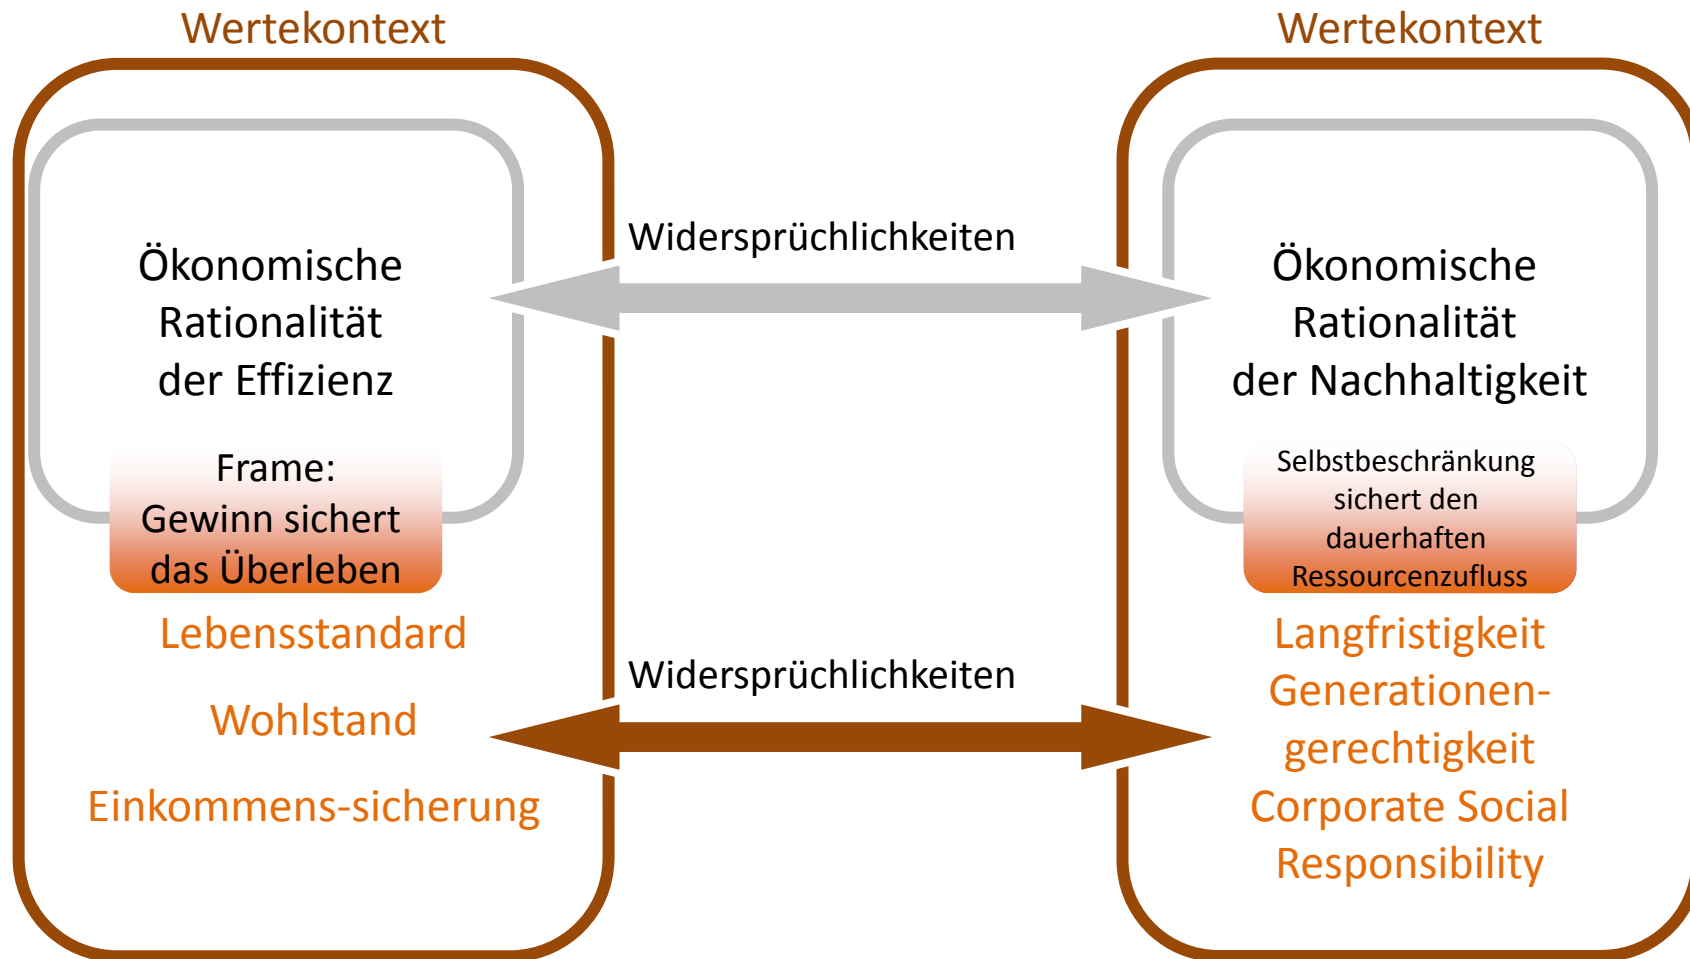 Wertekontext
Ökonomische
Rationalität
der Effizienz
Frame:
Gewinn sichert
das Überleben
Lebensstandard
Wohlstand
Einkommens-sicherung
Widersprüchlichkeiten
Widersprüchlichkeiten
Wertekontext
Ökonomische
Rationalität
der Nachhaltigkeit
Selbstbeschränkung
sichert den
dauerhaften
Ressourcenzufluss
Langfristigkeit
Generationen-
gerechtigkeit
Corporate Social
Responsibility